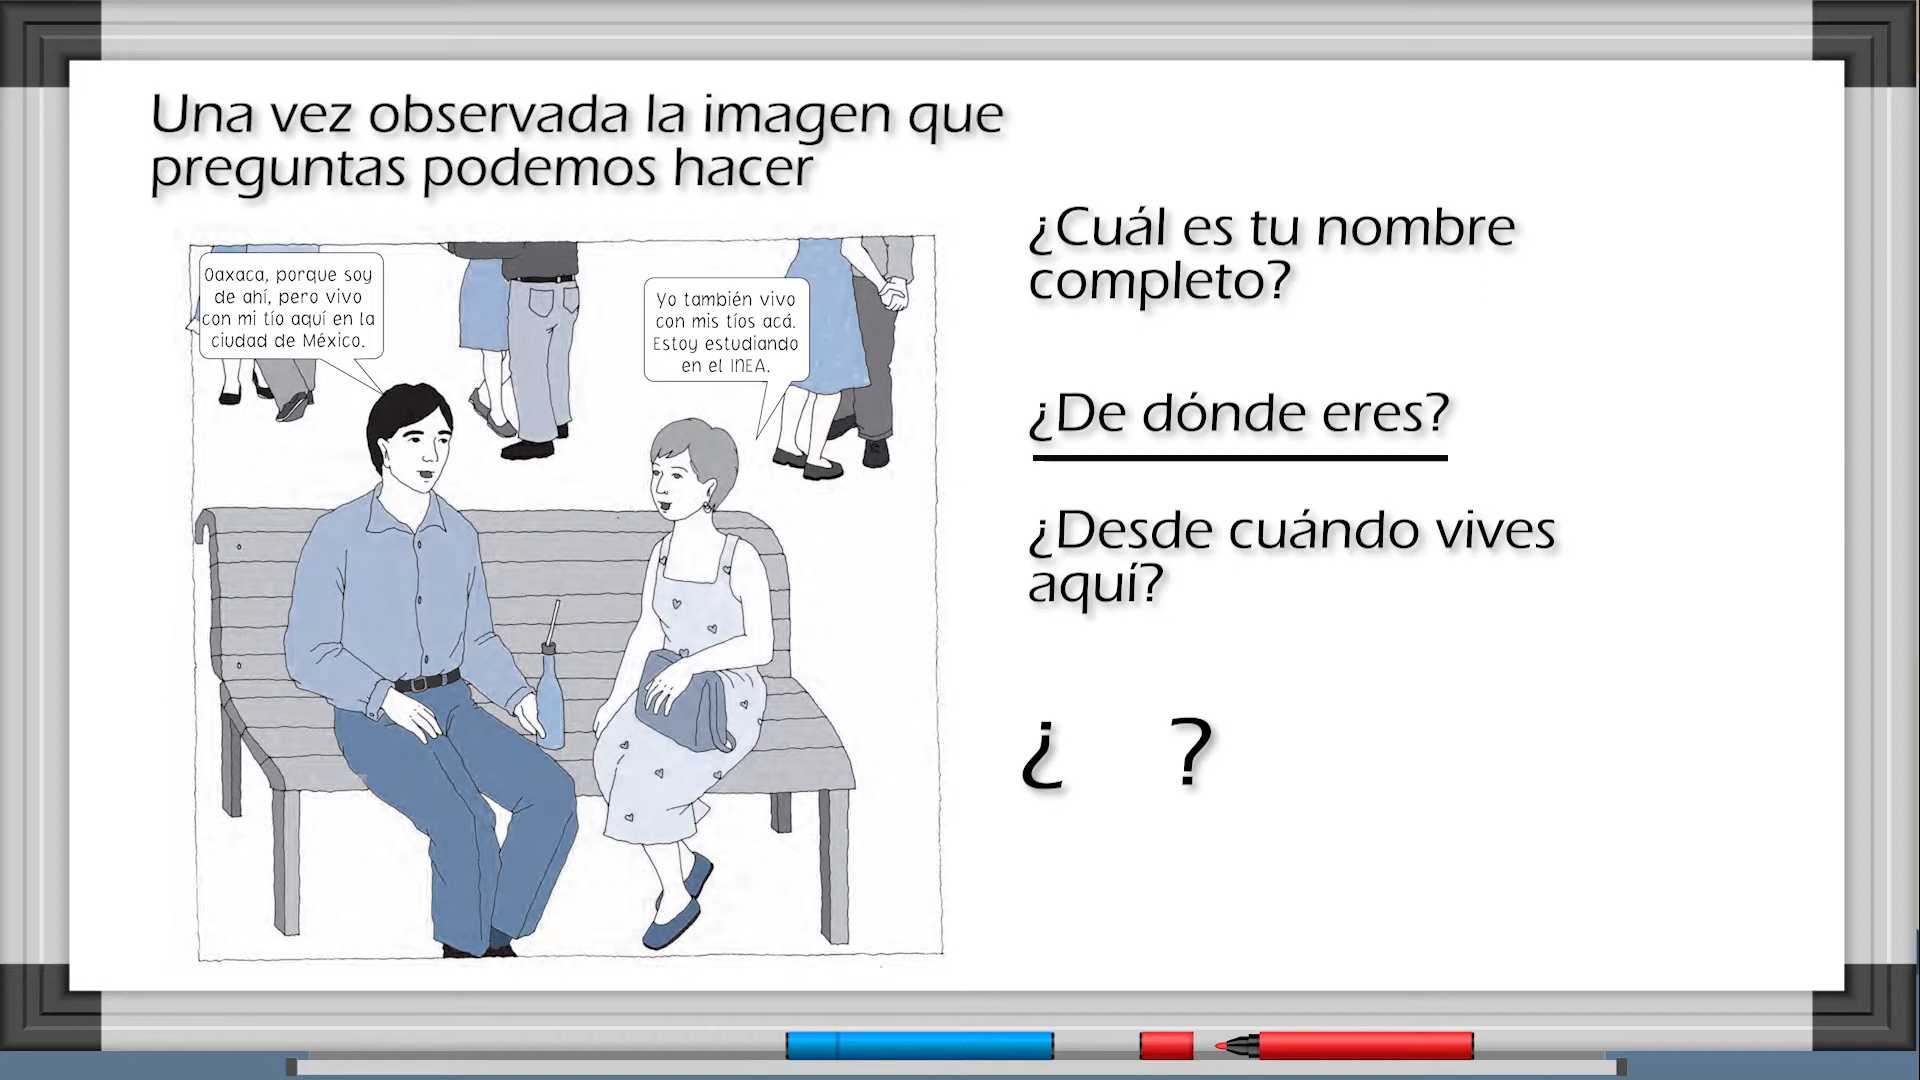 Una vez observada la imagen que
preguntas podemos hacer
Oaxaca, porque soy
de ahí, pero vivo
con mi tío aquí en la
ciudad de México.
Yo también vivo
con mis tíos acá.
Estoy estudiando
en el INEA.
¿Cuál es tu nombre
completo?
¿De dónde eres?
¿Desde cuándo vives
aquí?
¿ ?